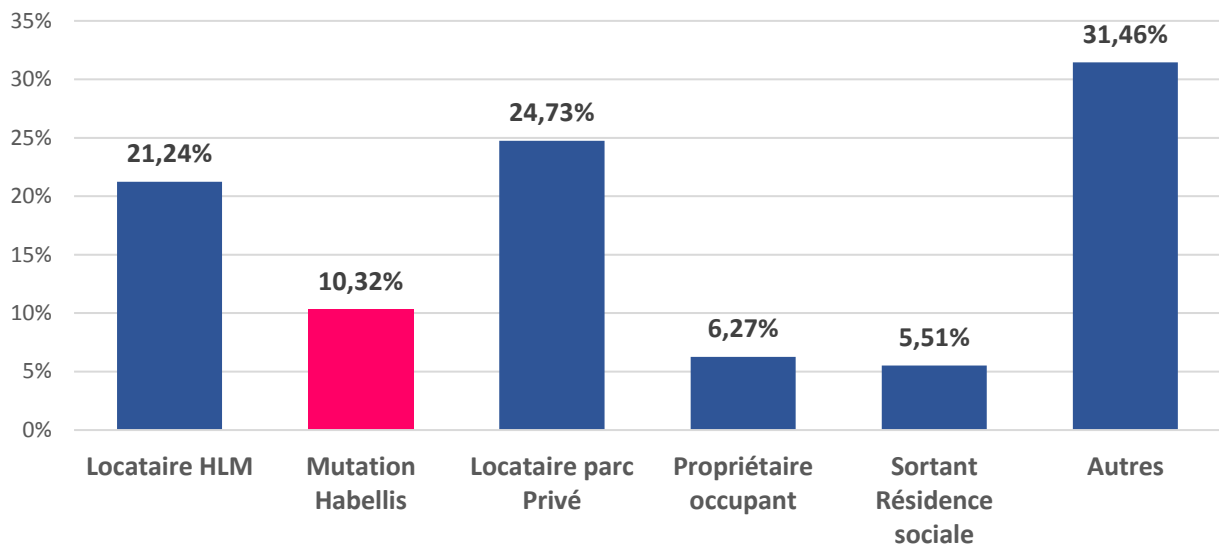 35%
31,46%
30%
24,73%
25%
21,24%
20%
15%
10,32%
10%
6,27%
5,51%
5%
0%
Locataire HLM
Mutation
Habellis
Locataire parc
Privé
Propriétaire
occupant
Sortant
Résidence
sociale
Autres